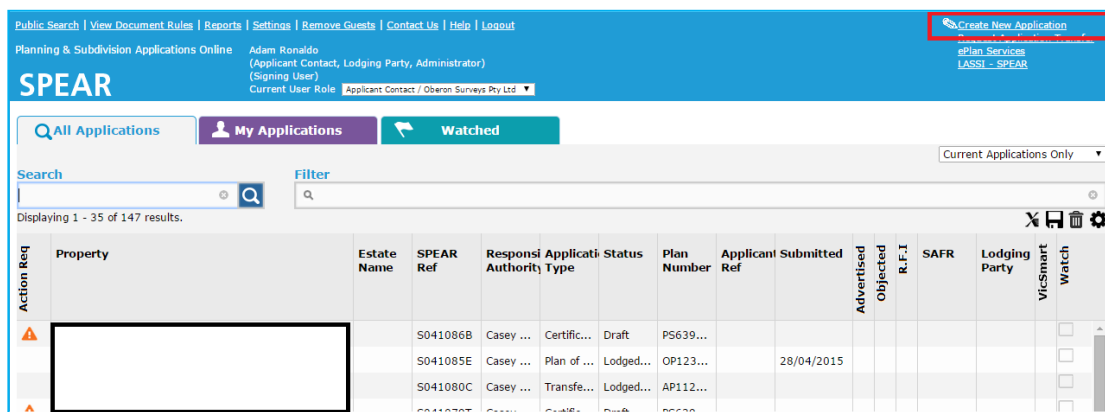 Public Search | View Document Rules | Reports | Settings | Remove Guests | Contact Us | Help | Logout
Create New Application
Planning & Subdivision Applications Online
Adam Ronaldo
ePlan Services
(Applicant Contact, Lodging Party, Administrator)
LASSI - SPEAR
(Signing User)
SPEAR
Current User Role Applicant Contact / Oberon Surveys Pty Ltd
All Applications My Applications Watched
Current Applications Only
Search Filter
Displaying 1 - 35 of 147 results.
Action Req Property Estate Name SPEAR Ref Responsi Authority Applicati Type Status Plan Number Applicant Ref Submitted Advertised Objected R.F.I SAFR Lodging Party VicSmart Watch
S041086B Casey ... Certific... Draft PS639...
S041085E Casey ... Plan of ... Lodged... OP123... 28/04/2015
S041080C Casey ... Transfe... Lodged... AP112...